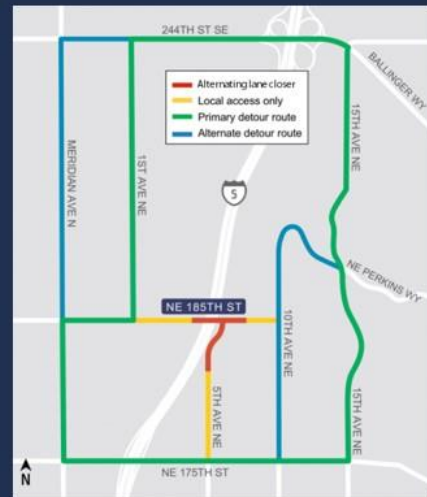 244TH ST SE
BALLINGER WY
Alternating lane closer
Local access only
Primary detour route
Alternate detour route
MERIDIAN AVE N
1ST AVE NE
15TH AVE NE
5
NE PERKINS WY
NE 185TH ST
10TH AVE NE
5TH AVE NE
15TH AVE NE
N
NE 175TH ST